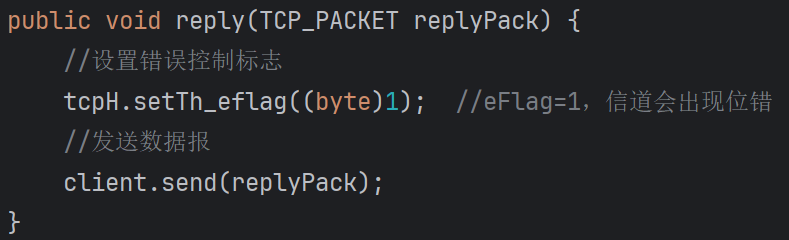 public void reply(TCP_PACKET replyPack) {
//设置错误控制标志
tcpH.setTh_eflag((byte)1);  //eFlag=1，信道会出现位错
//发送数据报
client.send(replyPack);
}